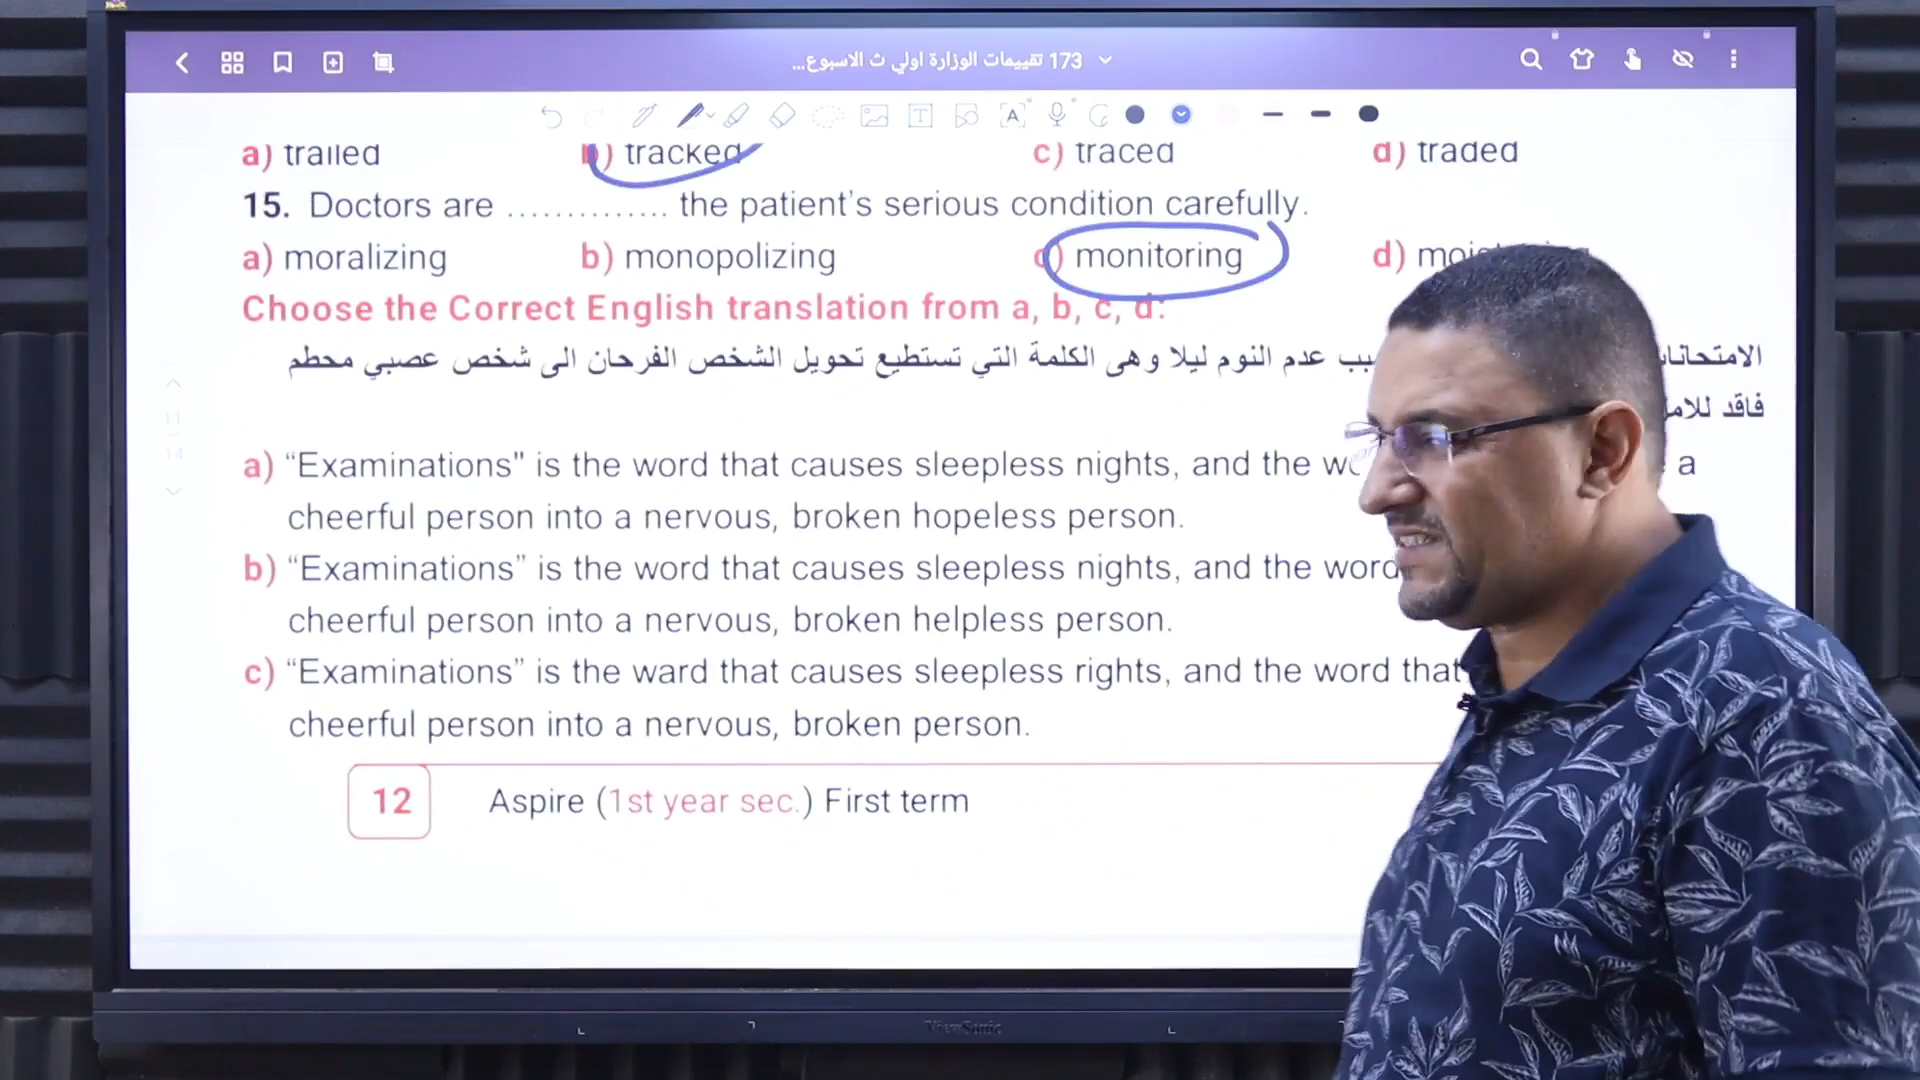 173 تقييمات الوزارة اولي ث الاسبوع...
a) trailed b) tracked c) traced d) traded
15. Doctors are .............. the patient's serious condition carefully.
a) moralizing b) monopolizing c) monitoring d)
Choose the Correct English translation from a, b, c, d:
عدم النوم ليلا وهى الكلمة التي تستطيع تحويل الشخص الفرحان الى شخص عصبي محطم
فاقد
11
14
a) “Examinations" is the word that causes sleepless nights, and the a
cheerful person into a nervous, broken hopeless person.
b) “Examinations” is the word that causes sleepless nights, and the word
cheerful person into a nervous, broken helpless person.
c) “Examinations” is the ward that causes sleepless rights, and the word that
cheerful person into a nervous, broken person.
12 Aspire (1st year sec.) First term
ViewSonic